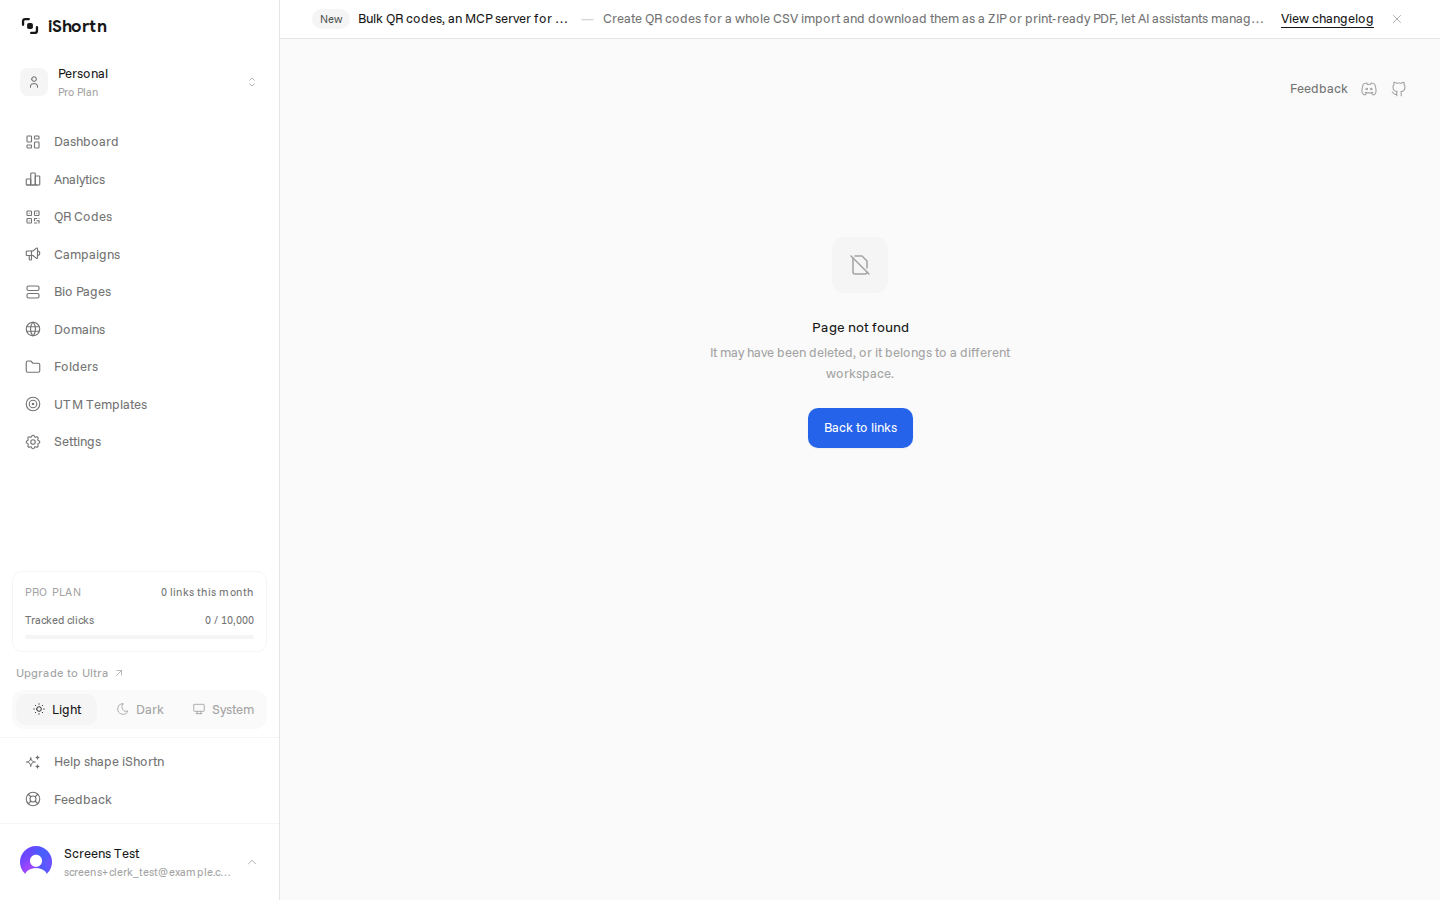 iShortn
Personal
Pro Plan
Dashboard
Analytics
QR Codes
Campaigns
Bio Pages
Domains
Folders
UTM Templates
Settings
PRO PLAN
0 links this month
Tracked clicks
0 / 10,000
Upgrade to Ultra
Light
Dark
System
Help shape iShortn
Feedback
Screens Test
screens+clerk_test@example.c...
New
Bulk QR codes, an MCP server for ...
— Create QR codes for a whole CSV import and download them as a ZIP or print-ready PDF, let AI assistants manag...
View changelog
Feedback
Page not found
It may have been deleted, or it belongs to a different
workspace.
Back to links